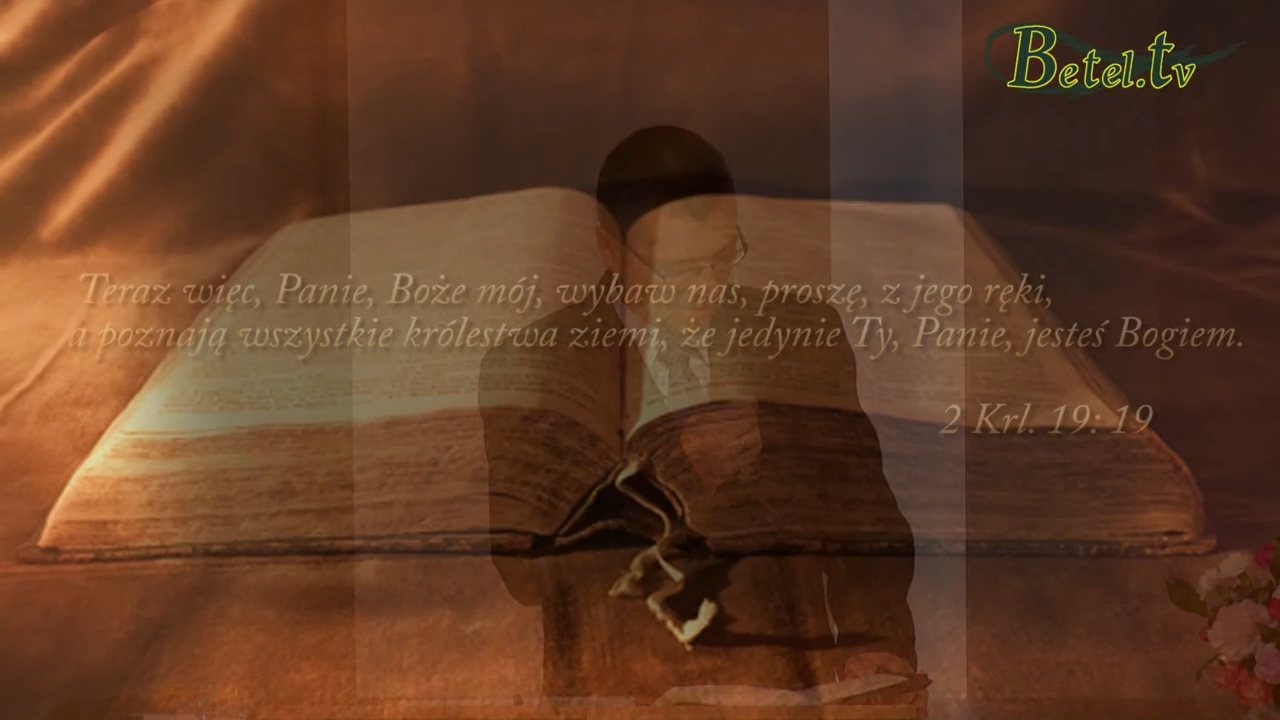 Betel.tv
Teraz więc, Panie, Boże mój, wybaw nas, proszę, z jego ręki,
a poznają wszystkie królestwa ziemi, że jedynie Ty, Panie, jesteś Bogiem.
2 Krl. 19: 19